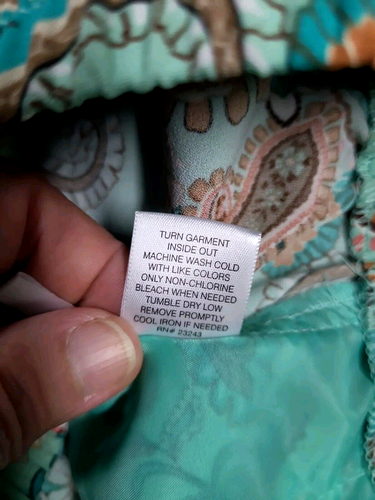 TURN GARMENT
INSIDE OUT
MACHINE WASH COLD
WITH LIKE COLORS
ONLY NON-CHLORINE
BLEACH WHEN NEEDED
TUMBLE DRY LOW
REMOVE PROMPTLY
COOL IRON IF NEEDED
RN# 23243